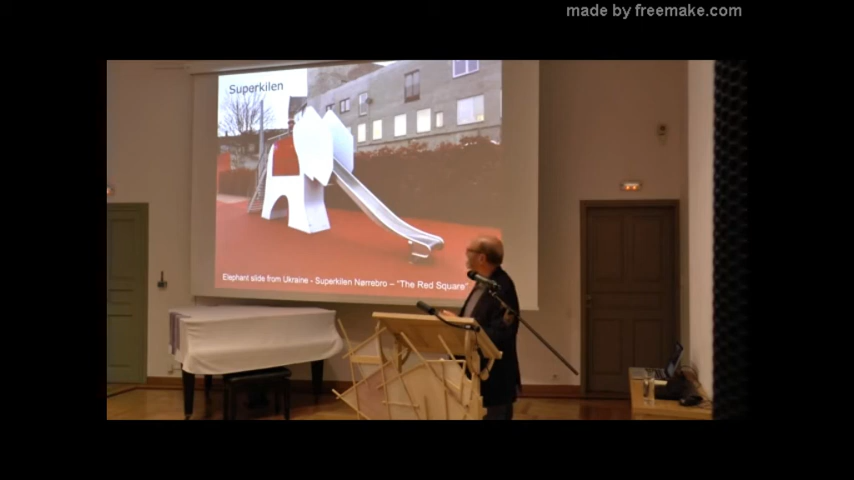 made by freemake.com
Superkilen
Elephant slide from Ukraine - Superkilen Nørrebro – "The Red Square"